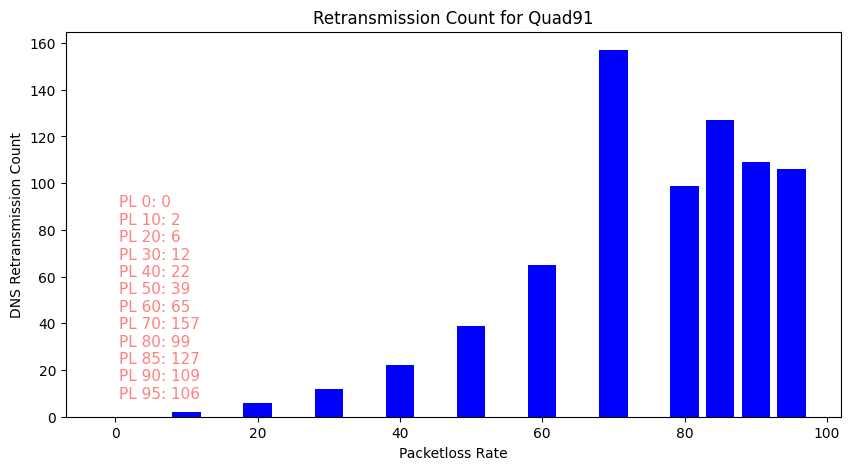 Retransmission Count for Quad91
DNS Retransmission Count
160
140
120
100
80
60
40
20
0
PL 0: 0
PL 10: 2
PL 20: 6
PL 30: 12
PL 40: 22
PL 50: 39
PL 60: 65
PL 70: 157
PL 80: 99
PL 85: 127
PL 90: 109
PL 95: 106
0 20 40 60 80 100
Packetloss Rate